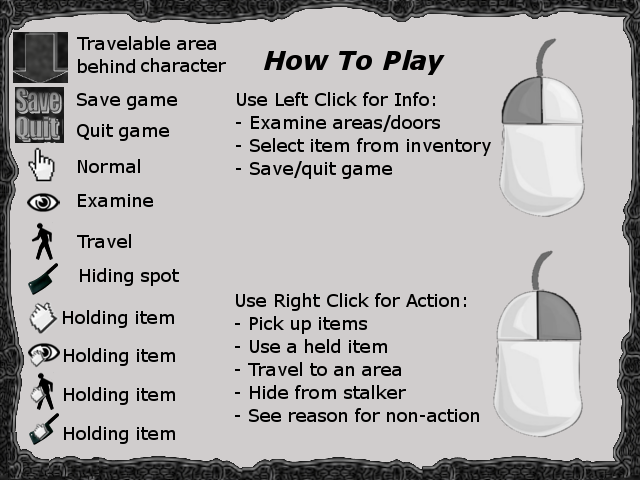 Travelable area
behind character
How To Play
Save
Save game
Quit
Quit game
Normal
Examine
Travel
Hiding spot
Holding item
Holding item
Holding item
Holding item
Use Left Click for Info:
- Examine areas/doors
- Select item from inventory
- Save/quit game
Use Right Click for Action:
- Pick up items
- Use a held item
- Travel to an area
- Hide from stalker
- See reason for non-action